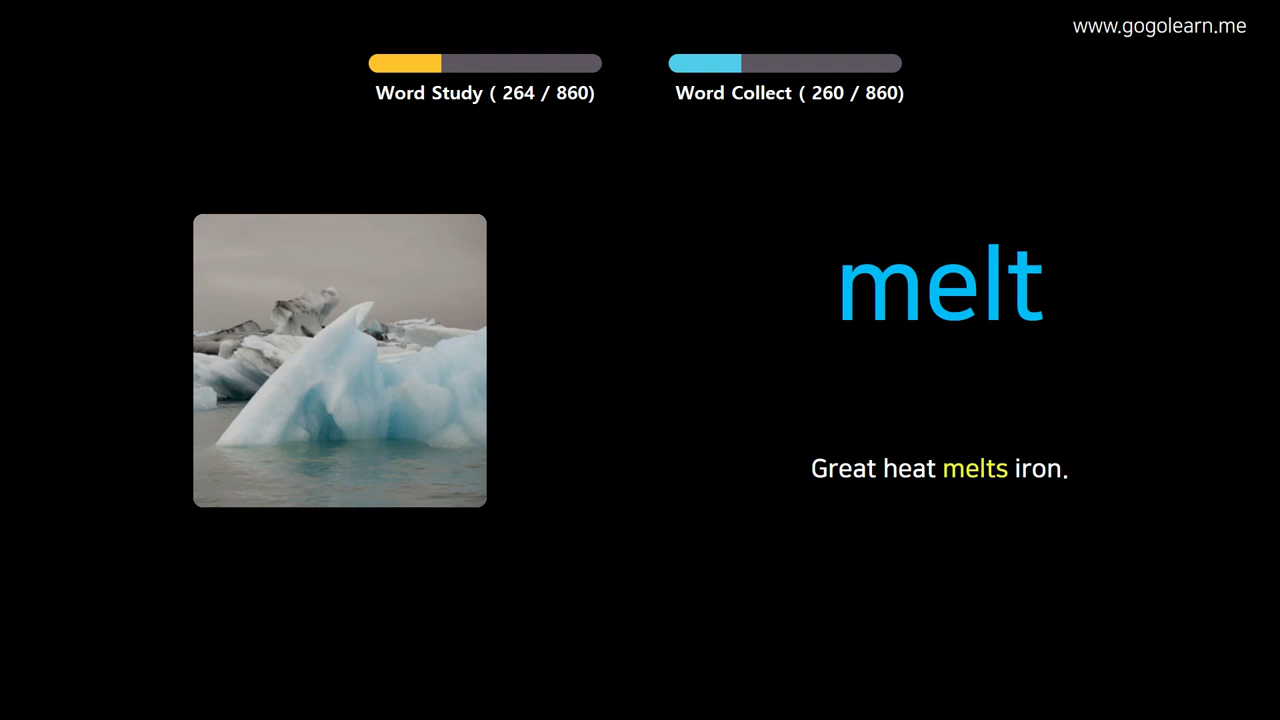 www.gogolearn.me
Word Study ( 264 / 860)
Word Collect ( 260 / 860)
melt
Great heat melts iron.